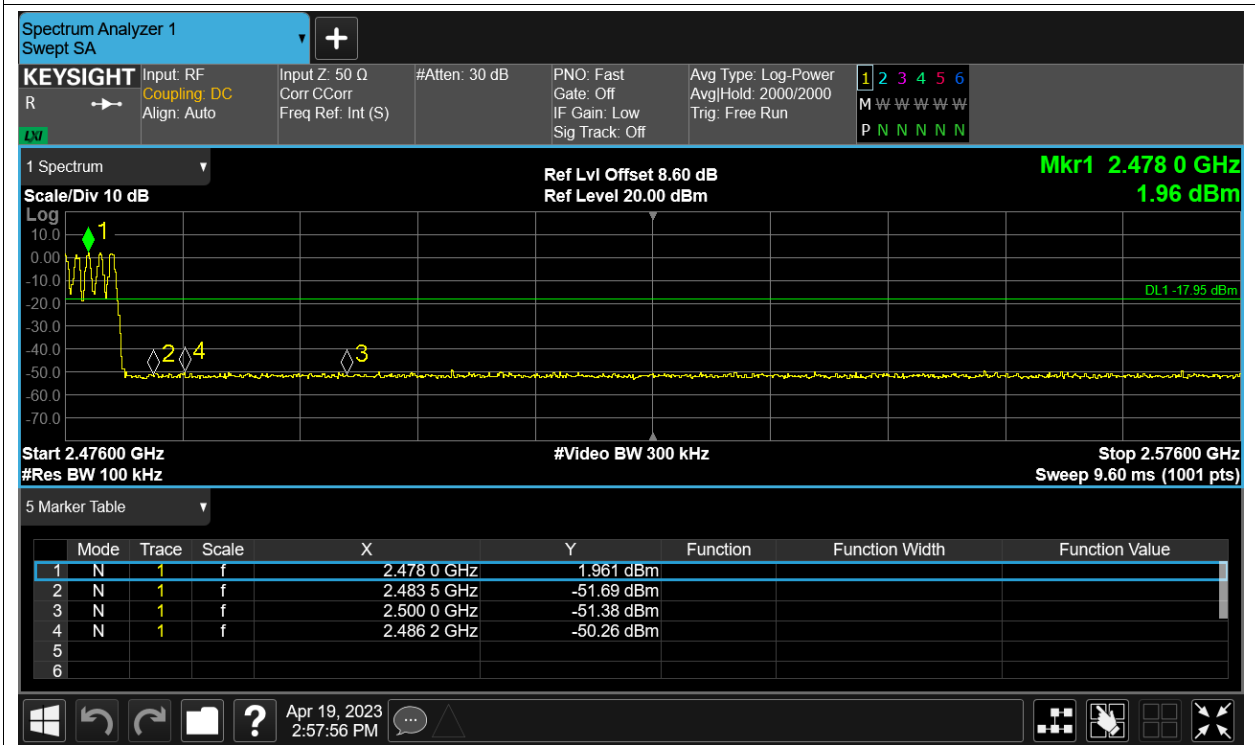 Spectrum Analyzer 1
Swept SA
KEYSIGHT Input: RF Input Z: 50 Ω #Atten: 30 dB PNO: Fast Avg Type: Log-Power 1 2 3 4 5 6
R Coupling: DC Corr CCorr Gate: Off Avg|Hold: 2000/2000 M W W W W W
Align: Auto Freq Ref: Int (S) IF Gain: Low Trig: Free Run
LXI Sig Track: Off P N N N N N
1 Spectrum Ref Lvl Offset 8.60 dB Mkr1 2.478 0 GHz
Scale/Div 10 dB Ref Level 20.00 dBm 1.96 dBm
Log
10.0 1
0.00
-10.0
DL1 -17.95 dBm
-20.0
-30.0
-40.0 2 4 3
-50.0
-60.0
-70.0
Start 2.47600 GHz #Video BW 300 kHz Stop 2.57600 GHz
#Res BW 100 kHz Sweep 9.60 ms (1001 pts)
5 Marker Table
Mode Trace Scale X Y Function Function Width Function Value
1 N 1 f 2.478 0 GHz 1.961 dBm
2 N 1 f 2.483 5 GHz -51.69 dBm
3 N 1 f 2.500 0 GHz -51.38 dBm
4 N 1 f 2.486 2 GHz -50.26 dBm
5
6
? Apr 19, 2023
2:57:56 PM